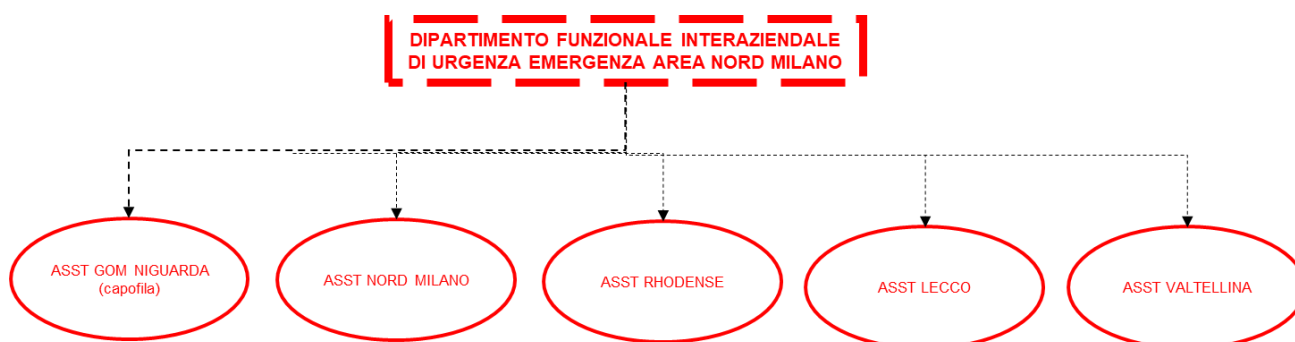 DIPARTIMENTO FUNZIONALE INTERAZIENDALE
DI URGENZA EMERGENZA AREA NORD MILANO
ASST GOM NIGUARDA
(capofila)
ASST NORD MILANO
ASST RHODENSE
ASST LECCO
ASST VALTELLINA